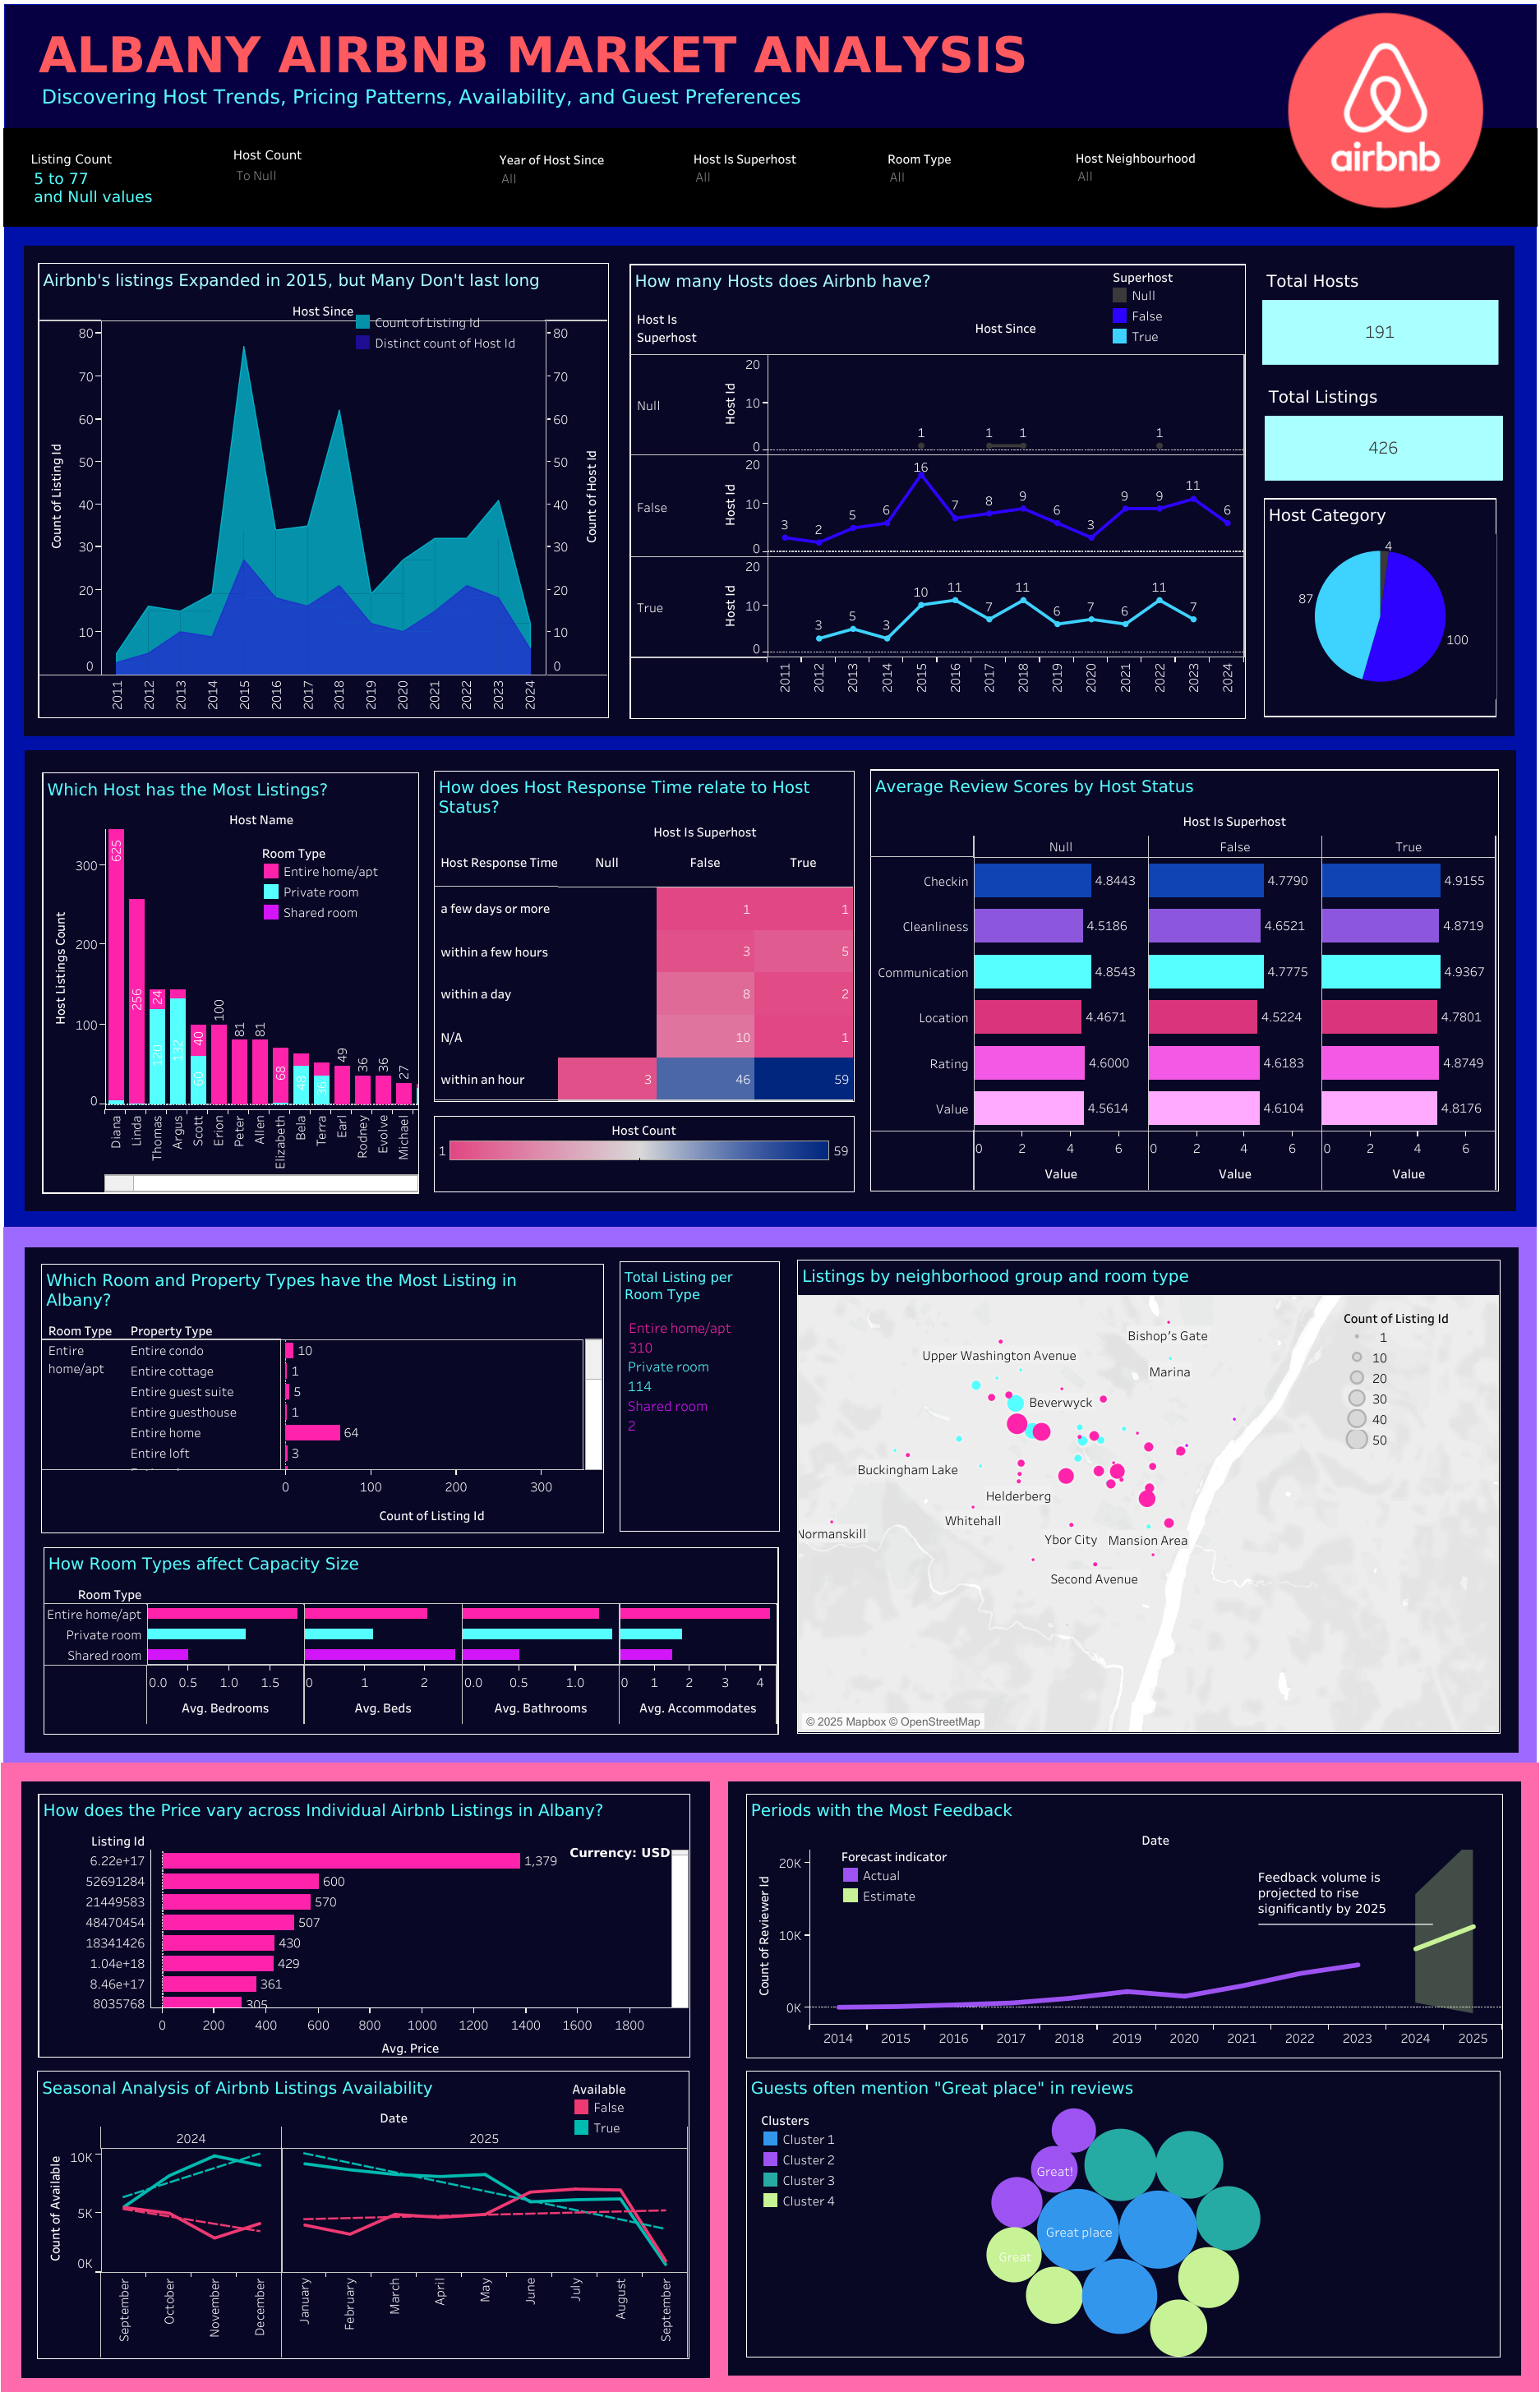 ALBANY AIRBNB MARKET ANALYSIS
Discovering Host Trends, Pricing Patterns, Availability, and Guest Preferences
airbnb
Listing Count
5 to 77
and Null values
Host Count
To Null
Year of Host Since
All
Host Is Superhost
All
Room Type
All
Host Neighbourhood
All
Airbnb's listings Expanded in 2015, but Many Don't last long
Host Since
Count of Listing Id
Distinct count of Host Id
Count of Listing Id
80
70
60
50
40
30
20
10
0
80
70
60
50
40
30
20
10
0
Count of Host Id
2011 2012 2013 2014 2015 2016 2017 2018 2019 2020 2021 2022 2023 2024
How many Hosts does Airbnb have?
Superhost
Null
False
True
Host Is
Superhost
Host Since
Null
Host Id
20
10
0
1 1 1 1
False
Host Id
20
10
0
3 2 5 6 16 7 8 9 6 3 9 9 11 6
True
Host Id
20
10
0
3 5 3 10 11 7 11 6 7 6 11 7
2011 2012 2013 2014 2015 2016 2017 2018 2019 2020 2021 2022 2023 2024
Total Hosts
191
Total Listings
426
Host Category
4
87
100
Which Host has the Most Listings?
Host Name
Room Type
Entire home/apt
Private room
Shared room
Host Listings Count
300
200
100
0
625 256 24 120 132 40 60 100 81 81 68 48 36 49 36 36 27
Diana Linda Thomas Argus Scott Erion Peter Allen Elizabeth Bela Terra Earl Rodney Evolve Michael
How does Host Response Time relate to Host
Status?
Host Is Superhost
Host Response Time Null False True
a few days or more 1 1
within a few hours 3 5
within a day 8 2
N/A 10 1
within an hour 3 46 59
Host Count
1 59
Average Review Scores by Host Status
Host Is Superhost
Null False True
Checkin 4.8443 4.7790 4.9155
Cleanliness 4.5186 4.6521 4.8719
Communication 4.8543 4.7775 4.9367
Location 4.4671 4.5224 4.7801
Rating 4.6000 4.6183 4.8749
Value 4.5614 4.6104 4.8176
0 2 4 6 0 2 4 6 0 2 4 6
Value Value Value
Which Room and Property Types have the Most Listing in
Albany?
Room Type Property Type
Entire
home/apt
Entire condo 10
Entire cottage 1
Entire guest suite 5
Entire guesthouse 1
Entire home 64
Entire loft 3
0 100 200 300
Count of Listing Id
Total Listing per
Room Type
Entire home/apt
310
Private room
114
Shared room
2
Listings by neighborhood group and room type
Count of Listing Id
1
10
20
30
40
50
Bishop's Gate
Upper Washington Avenue
Marina
Beverwyck
Buckingham Lake
Helderberg
Whitehall
Normanskill
Ybor City
Mansion Area
Second Avenue
© 2025 Mapbox © OpenStreetMap
How Room Types affect Capacity Size
Room Type
Entire home/apt
Private room
Shared room
0.0 0.5 1.0 1.5 0 1 2 0.0 0.5 1.0 0 1 2 3 4
Avg. Bedrooms Avg. Beds Avg. Bathrooms Avg. Accommodates
How does the Price vary across Individual Airbnb Listings in Albany?
Listing Id
Currency: USD
6.22e+17 1,379
52691284 600
21449583 570
48470454 507
18341426 430
1.04e+18 429
8.46e+17 361
8035768 305
0 200 400 600 800 1000 1200 1400 1600 1800
Avg. Price
Periods with the Most Feedback
Date
Forecast indicator
Actual
Estimate
Feedback volume is
projected to rise
significantly by 2025
Count of Reviewer Id
20K
10K
0K
2014 2015 2016 2017 2018 2019 2020 2021 2022 2023 2024 2025
Seasonal Analysis of Airbnb Listings Availability
Available
False
True
Date
2024 2025
Count of Available
10K
5K
0K
September October November December January February March April May June July August September
Guests often mention "Great place" in reviews
Clusters
Cluster 1
Cluster 2
Cluster 3
Cluster 4
Great!
Great place
Great